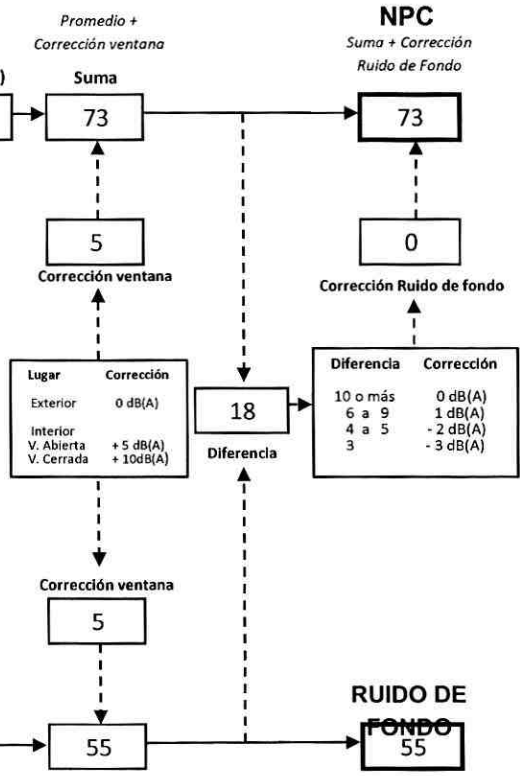 Promedio +
Corrección ventana
NPC
Suma + Corrección
Ruido de Fondo
)
Suma
73
73
5
0
Corrección ventana
Corrección Ruido de fondo
Lugar Corrección
Exterior 0 dB(A)
Interior
V. Abierta + 5 dB(A)
V. Cerrada + 10dB(A)
18
Diferencia
Diferencia Corrección
10 o más 0 dB(A)
6 a 9 1 dB(A)
4 a 5 - 2 dB(A)
3 - 3 dB(A)
Corrección ventana
5
RUIDO DE
FONDO
55
55